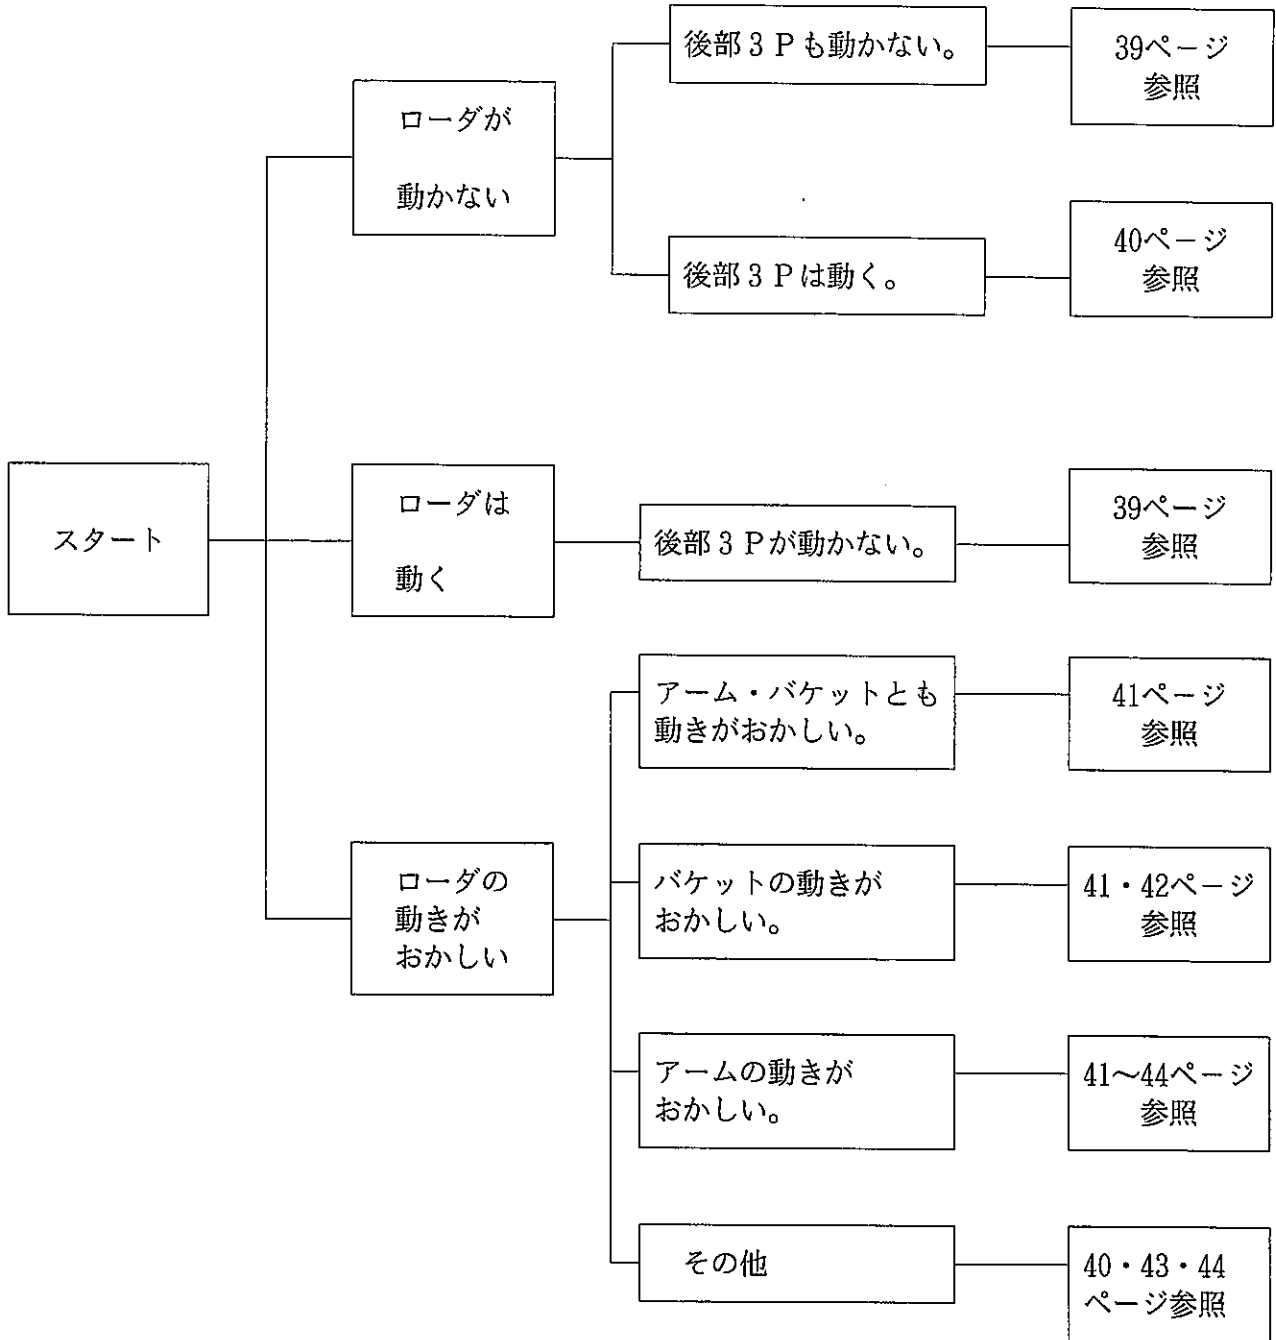 スタート
ローダが
動かない
後部３Ｐも動かない。
39ページ
参照
後部３Ｐは動く。
40ページ
参照
ローダは
動く
後部３Ｐが動かない。
39ページ
参照
ローダの
動きが
おかしい
アーム・バケットとも
動きがおかしい。
41ページ
参照
バケットの動きが
おかしい。
41・42ページ
参照
アームの動きが
おかしい。
41〜44ページ
参照
その他
40・43・44
ページ参照